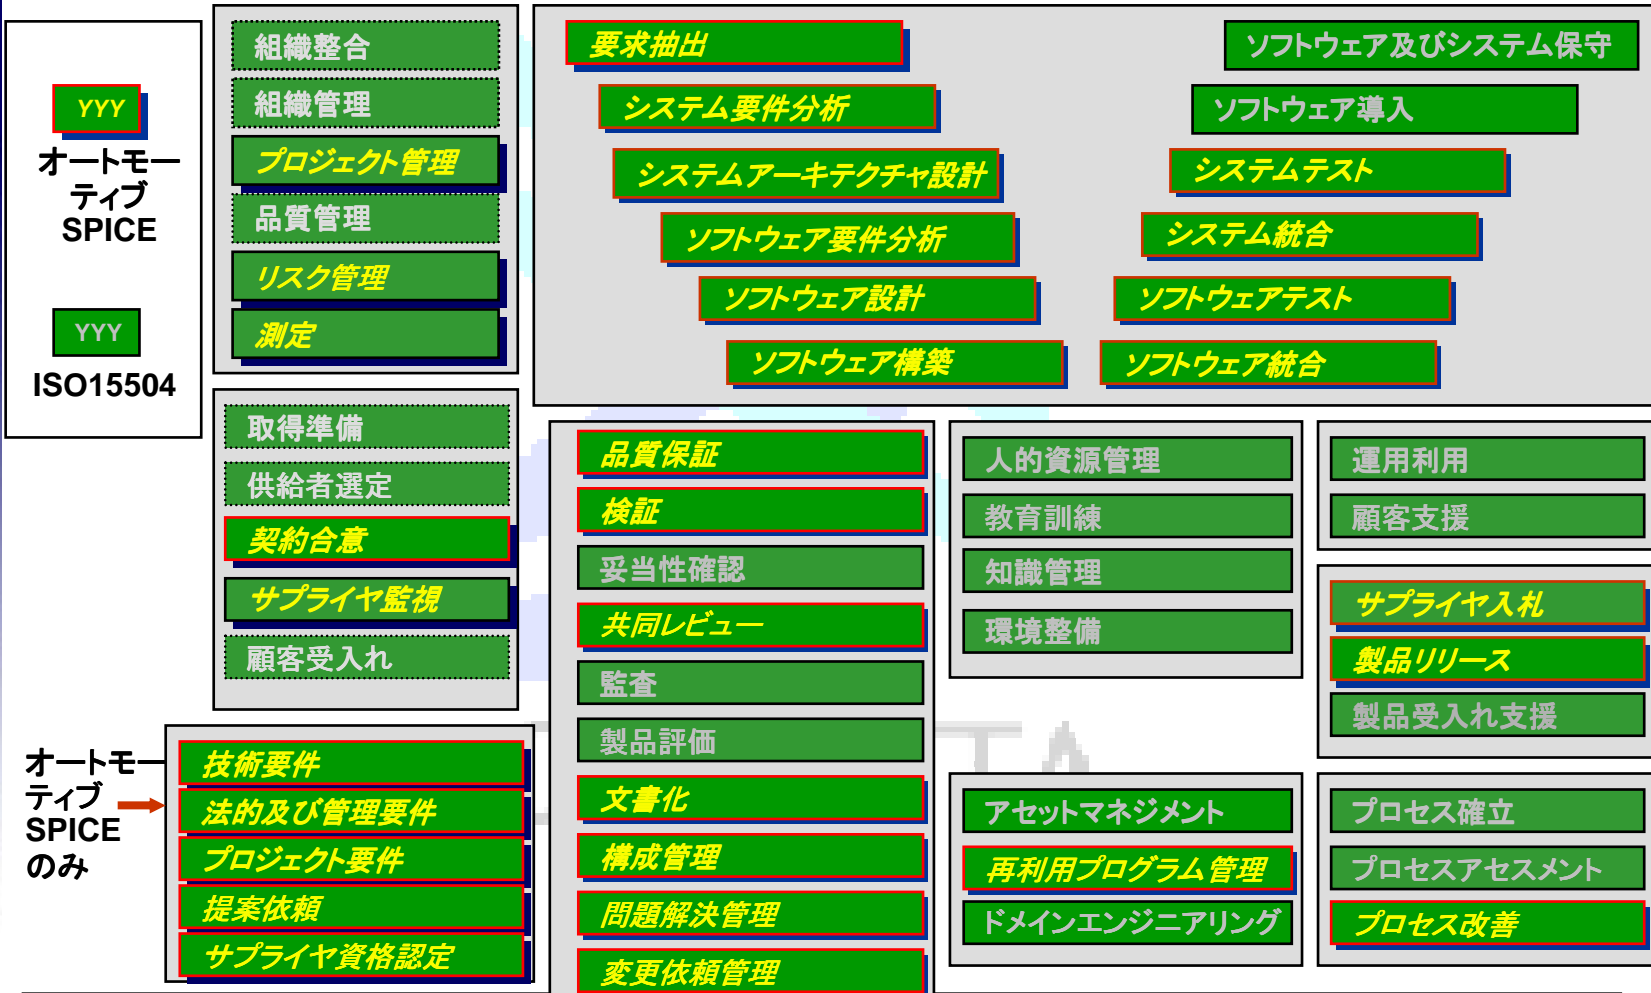 YYY
オートモー
ティブ
SPICE
YYY
ISO15504
組織整合
組織管理
プロジェクト管理
品質管理
リスク管理
測定
要求抽出
システム要件分析
システムアーキテクチャ設計
ソフトウェア要件分析
ソフトウェア設計
ソフトウェア構築
ソフトウェア及びシステム保守
ソフトウェア導入
システムテスト
システム統合
ソフトウェアテスト
ソフトウェア統合
取得準備
供給者選定
契約合意
サプライヤ監視
顧客受入れ
オートモー
ティブ
SPICE
のみ
技術要件
法的及び管理要件
プロジェクト要件
提案依頼
サプライヤ資格認定
品質保証
検証
妥当性確認
共同レビュー
監査
製品評価
文書化
構成管理
問題解決管理
変更依頼管理
人的資源管理
教育訓練
知識管理
環境整備
アセットマネジメント
再利用プログラム管理
ドメインエンジニアリング
運用利用
顧客支援
サプライヤ入札
製品リリース
製品受入れ支援
プロセス確立
プロセスアセスメント
プロセス改善